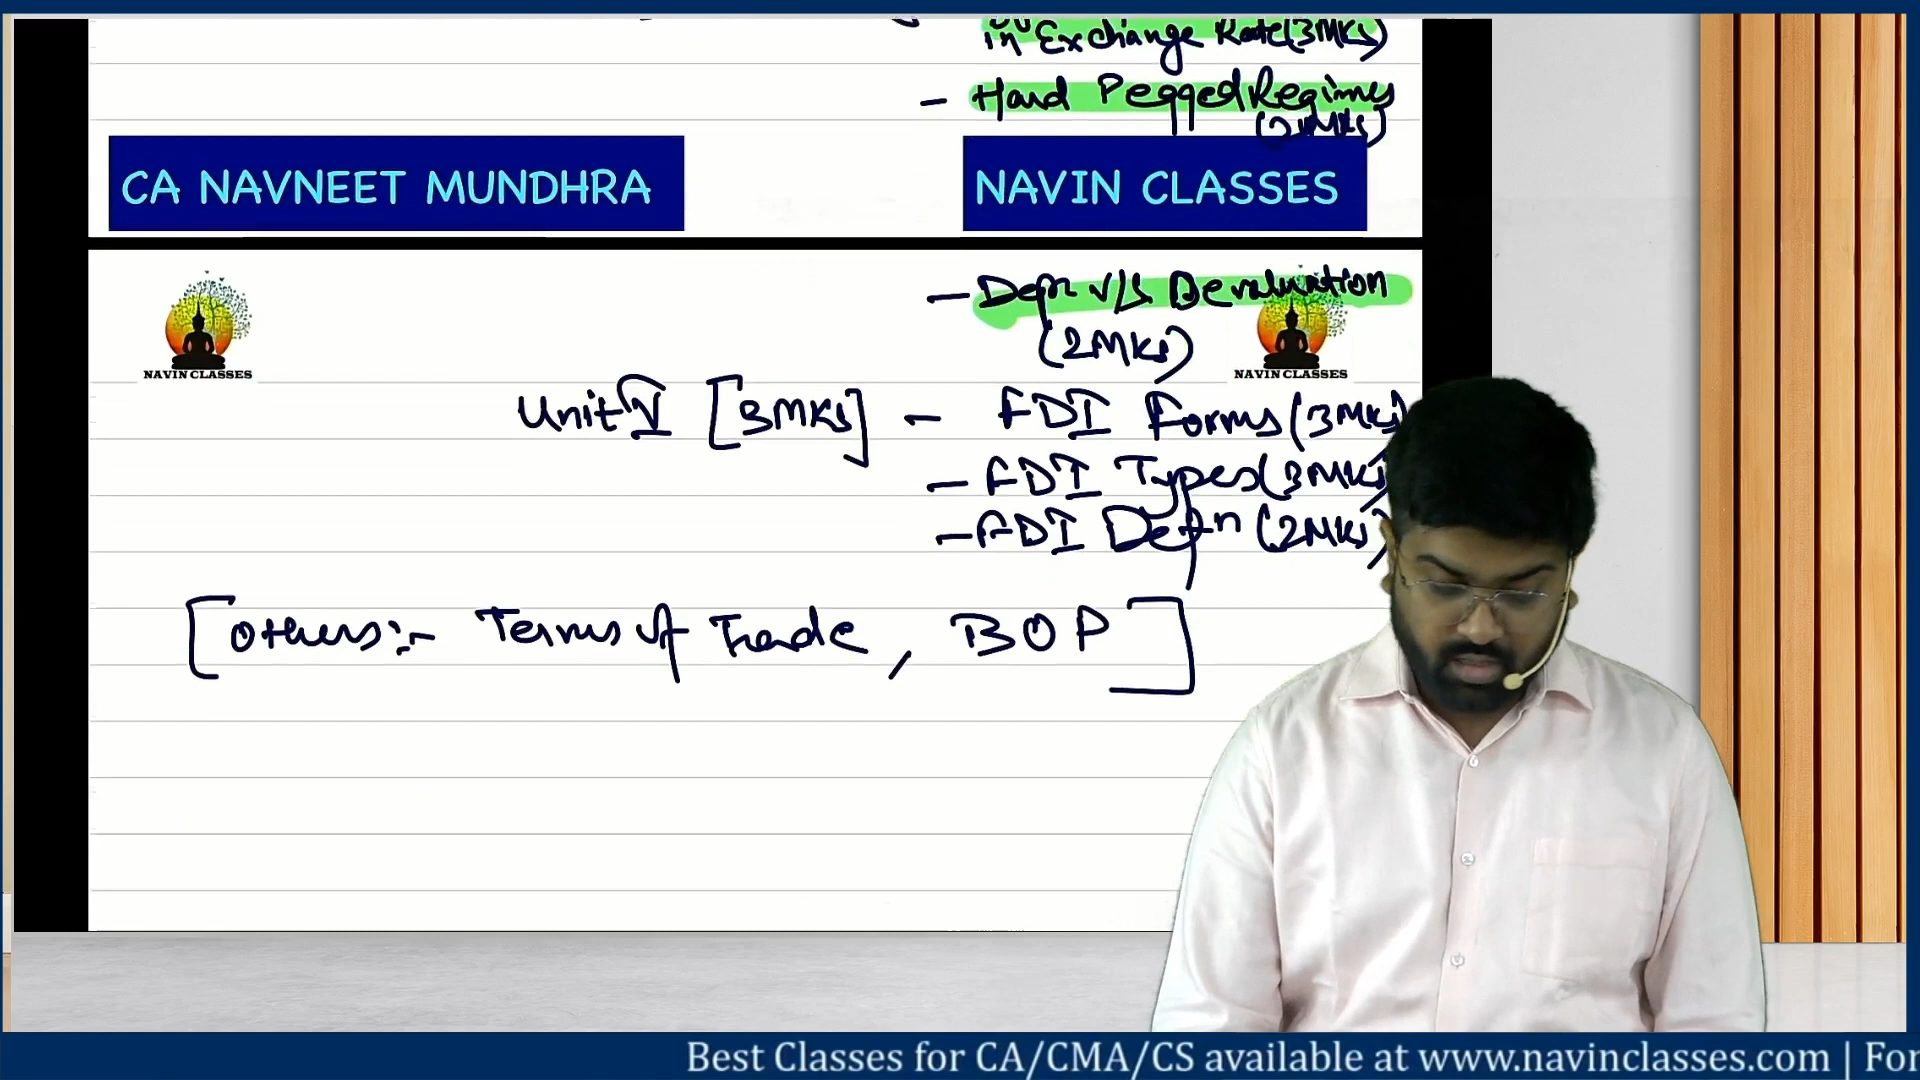 in Exchange Rate(3MKs)
- Hard Pegged Regimes
(2MKs)
CA NAVNEET MUNDHRA
NAVIN CLASSES
- Depn v/s Devaluation
(2MKs)
NAVIN CLASSES
NAVIN CLASSES
Unit V [3MKs] - FDI Forms (3MKs)
- FDI Types (3MKs)
- FDI Defn (2MKs)
[Others:- Terms of Trade, BOP]
Best Classes for CA/CMA/CS available at www.navinclasses.com | For